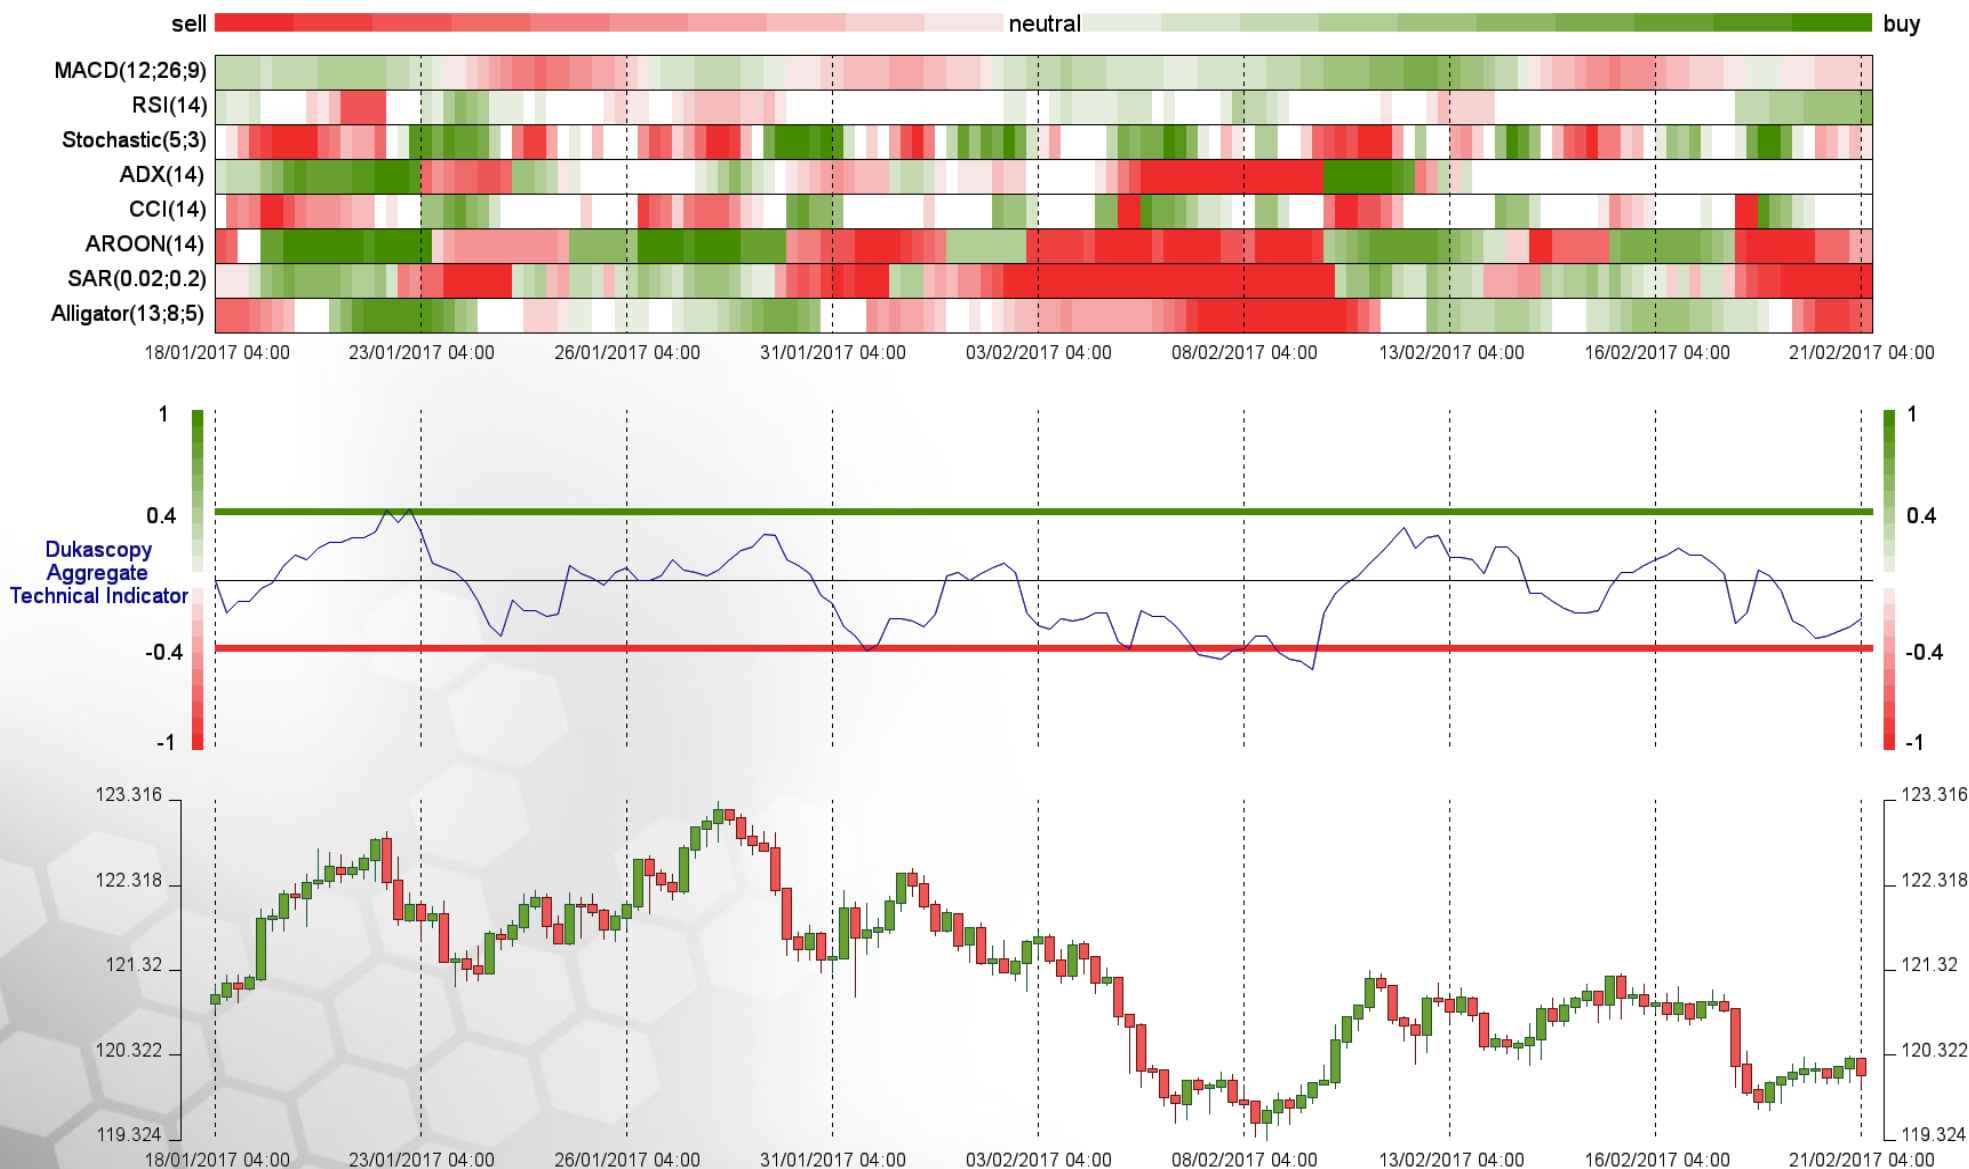 sell neutral buy
MACD(12;26;9)
RSI(14)
Stochastic(5;3)
ADX(14)
CCI(14)
AROON(14)
SAR(0.02;0.2)
Alligator(13;8;5)
18/01/2017 04:00 23/01/2017 04:00 26/01/2017 04:00 31/01/2017 04:00 03/02/2017 04:00 08/02/2017 04:00 13/02/2017 04:00 16/02/2017 04:00 21/02/2017 04:00
1 1
0.4 0.4
Dukascopy
Aggregate
Technical Indicator
-0.4 -0.4
-1 -1
123.316 123.316
122.318 122.318
121.32 121.32
120.322 120.322
119.324 119.324
18/01/2017 04:00 23/01/2017 04:00 26/01/2017 04:00 31/01/2017 04:00 03/02/2017 04:00 08/02/2017 04:00 13/02/2017 04:00 16/02/2017 04:00 21/02/2017 04:00